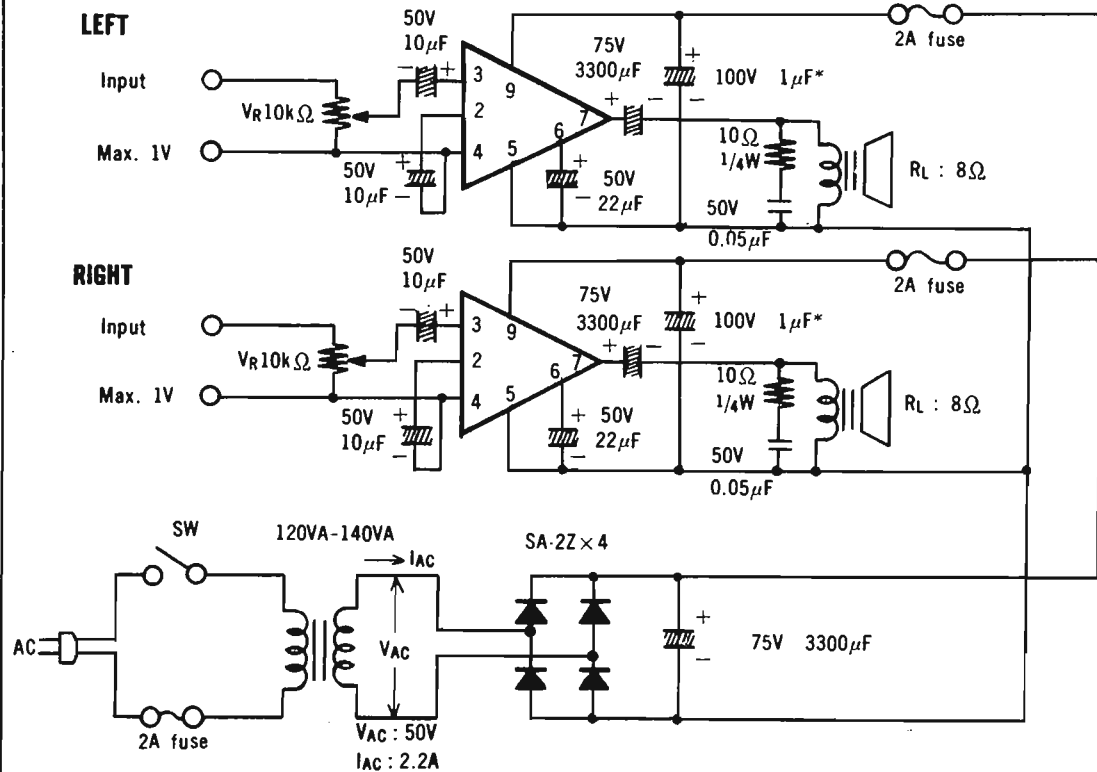 LEFT
50V
10μF
Input
VR10kΩ
Max. 1V
− +
3
2
4
9
5
6
7
50V
10μF
+
−
+
−
50V
22μF
75V
3300μF
+ −
+
−
100V 1μF*
2A fuse
10Ω
1/4W
50V
0.05μF
RL : 8Ω
RIGHT
50V
10μF
Input
VR10kΩ
Max. 1V
− +
3
2
4
9
5
6
7
50V
10μF
+
−
+
−
50V
22μF
75V
3300μF
+ −
+
−
100V 1μF*
2A fuse
10Ω
1/4W
50V
0.05μF
RL : 8Ω
SW
120VA-140VA
IAC
AC
VAC
2A fuse
VAC : 50V
IAC : 2.2A
SA·2Z×4
+
−
75V 3300μF